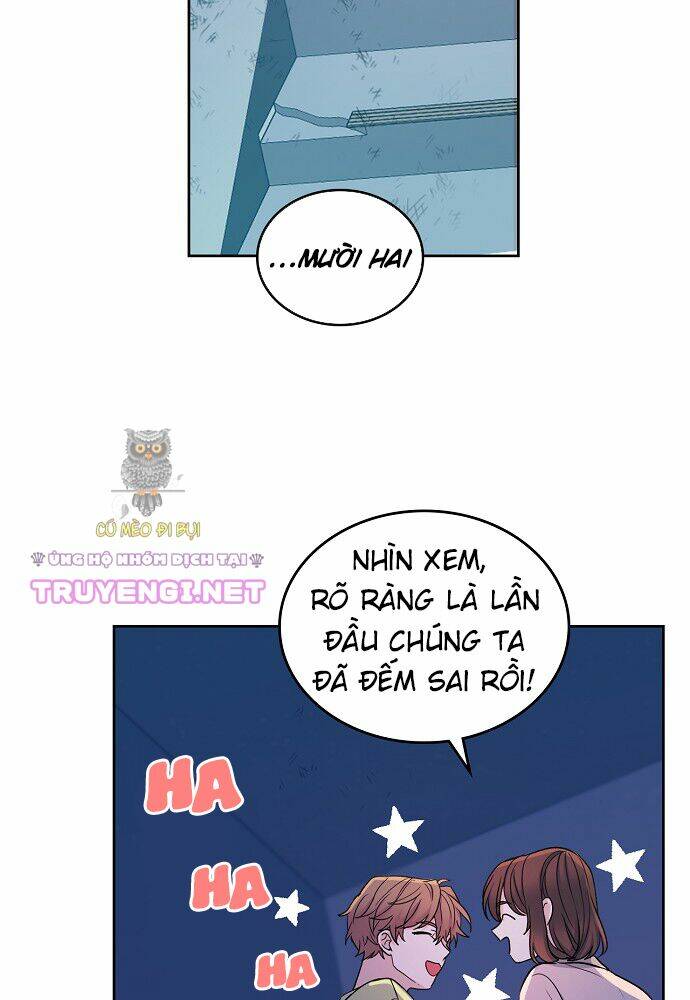 ...MƯỜI HAI
CÚ MÈO ĐI BỤI
ỦNG HỘ NHÓM DỊCH TẠI
TRUYENGI.NET
NHÌN XEM,
RÕ RÀNG LÀ LẦN
ĐẦU CHÚNG TA
ĐÃ ĐẾM SAI RỒI!
HA
HA
HA